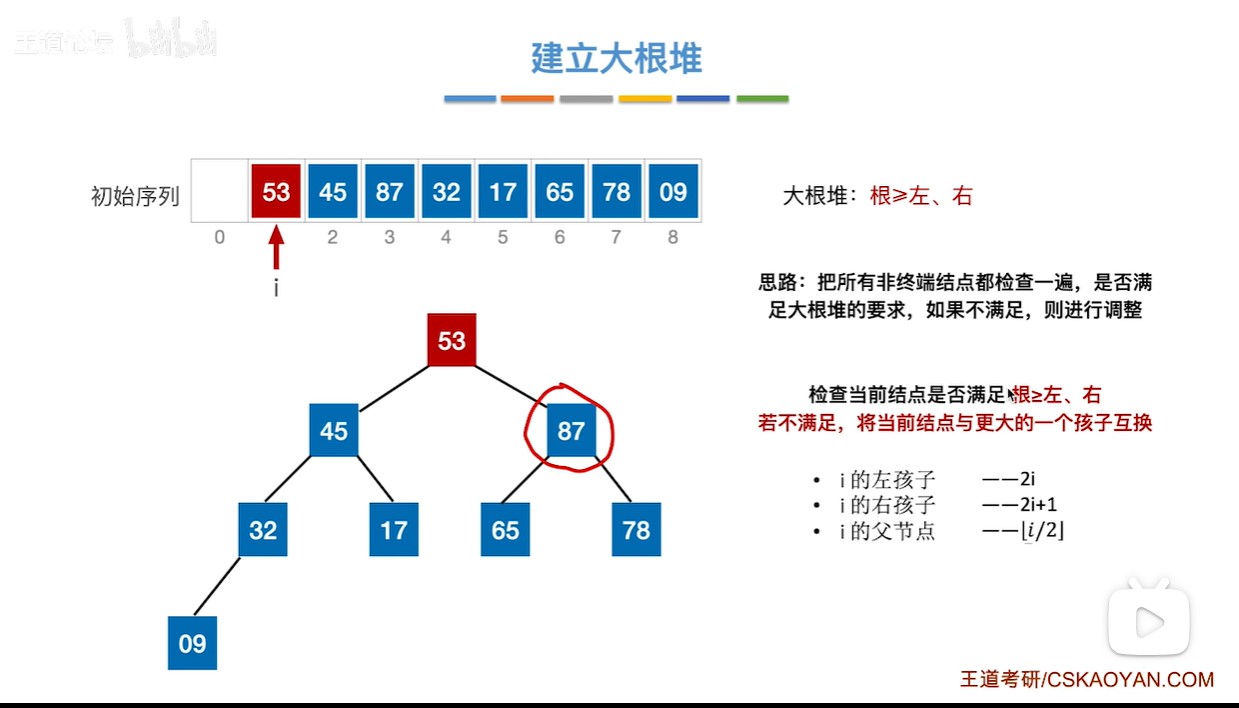 王道论坛 bilibili
建立大根堆
初始序列
53 45 87 32 17 65 78 09
0 2 3 4 5 6 7 8
i
大根堆：根≥左、右
思路：把所有非终端结点都检查一遍，是否满
足大根堆的要求，如果不满足，则进行调整
53
检查当前结点是否满足 根≥左、右
若不满足，将当前结点与更大的一个孩子互换
45 87
• i 的左孩子 ——2i
• i 的右孩子 ——2i+1
• i 的父节点 ——⌊i/2⌋
32 17 65 78
09
王道考研/CSKAOYAN.COM